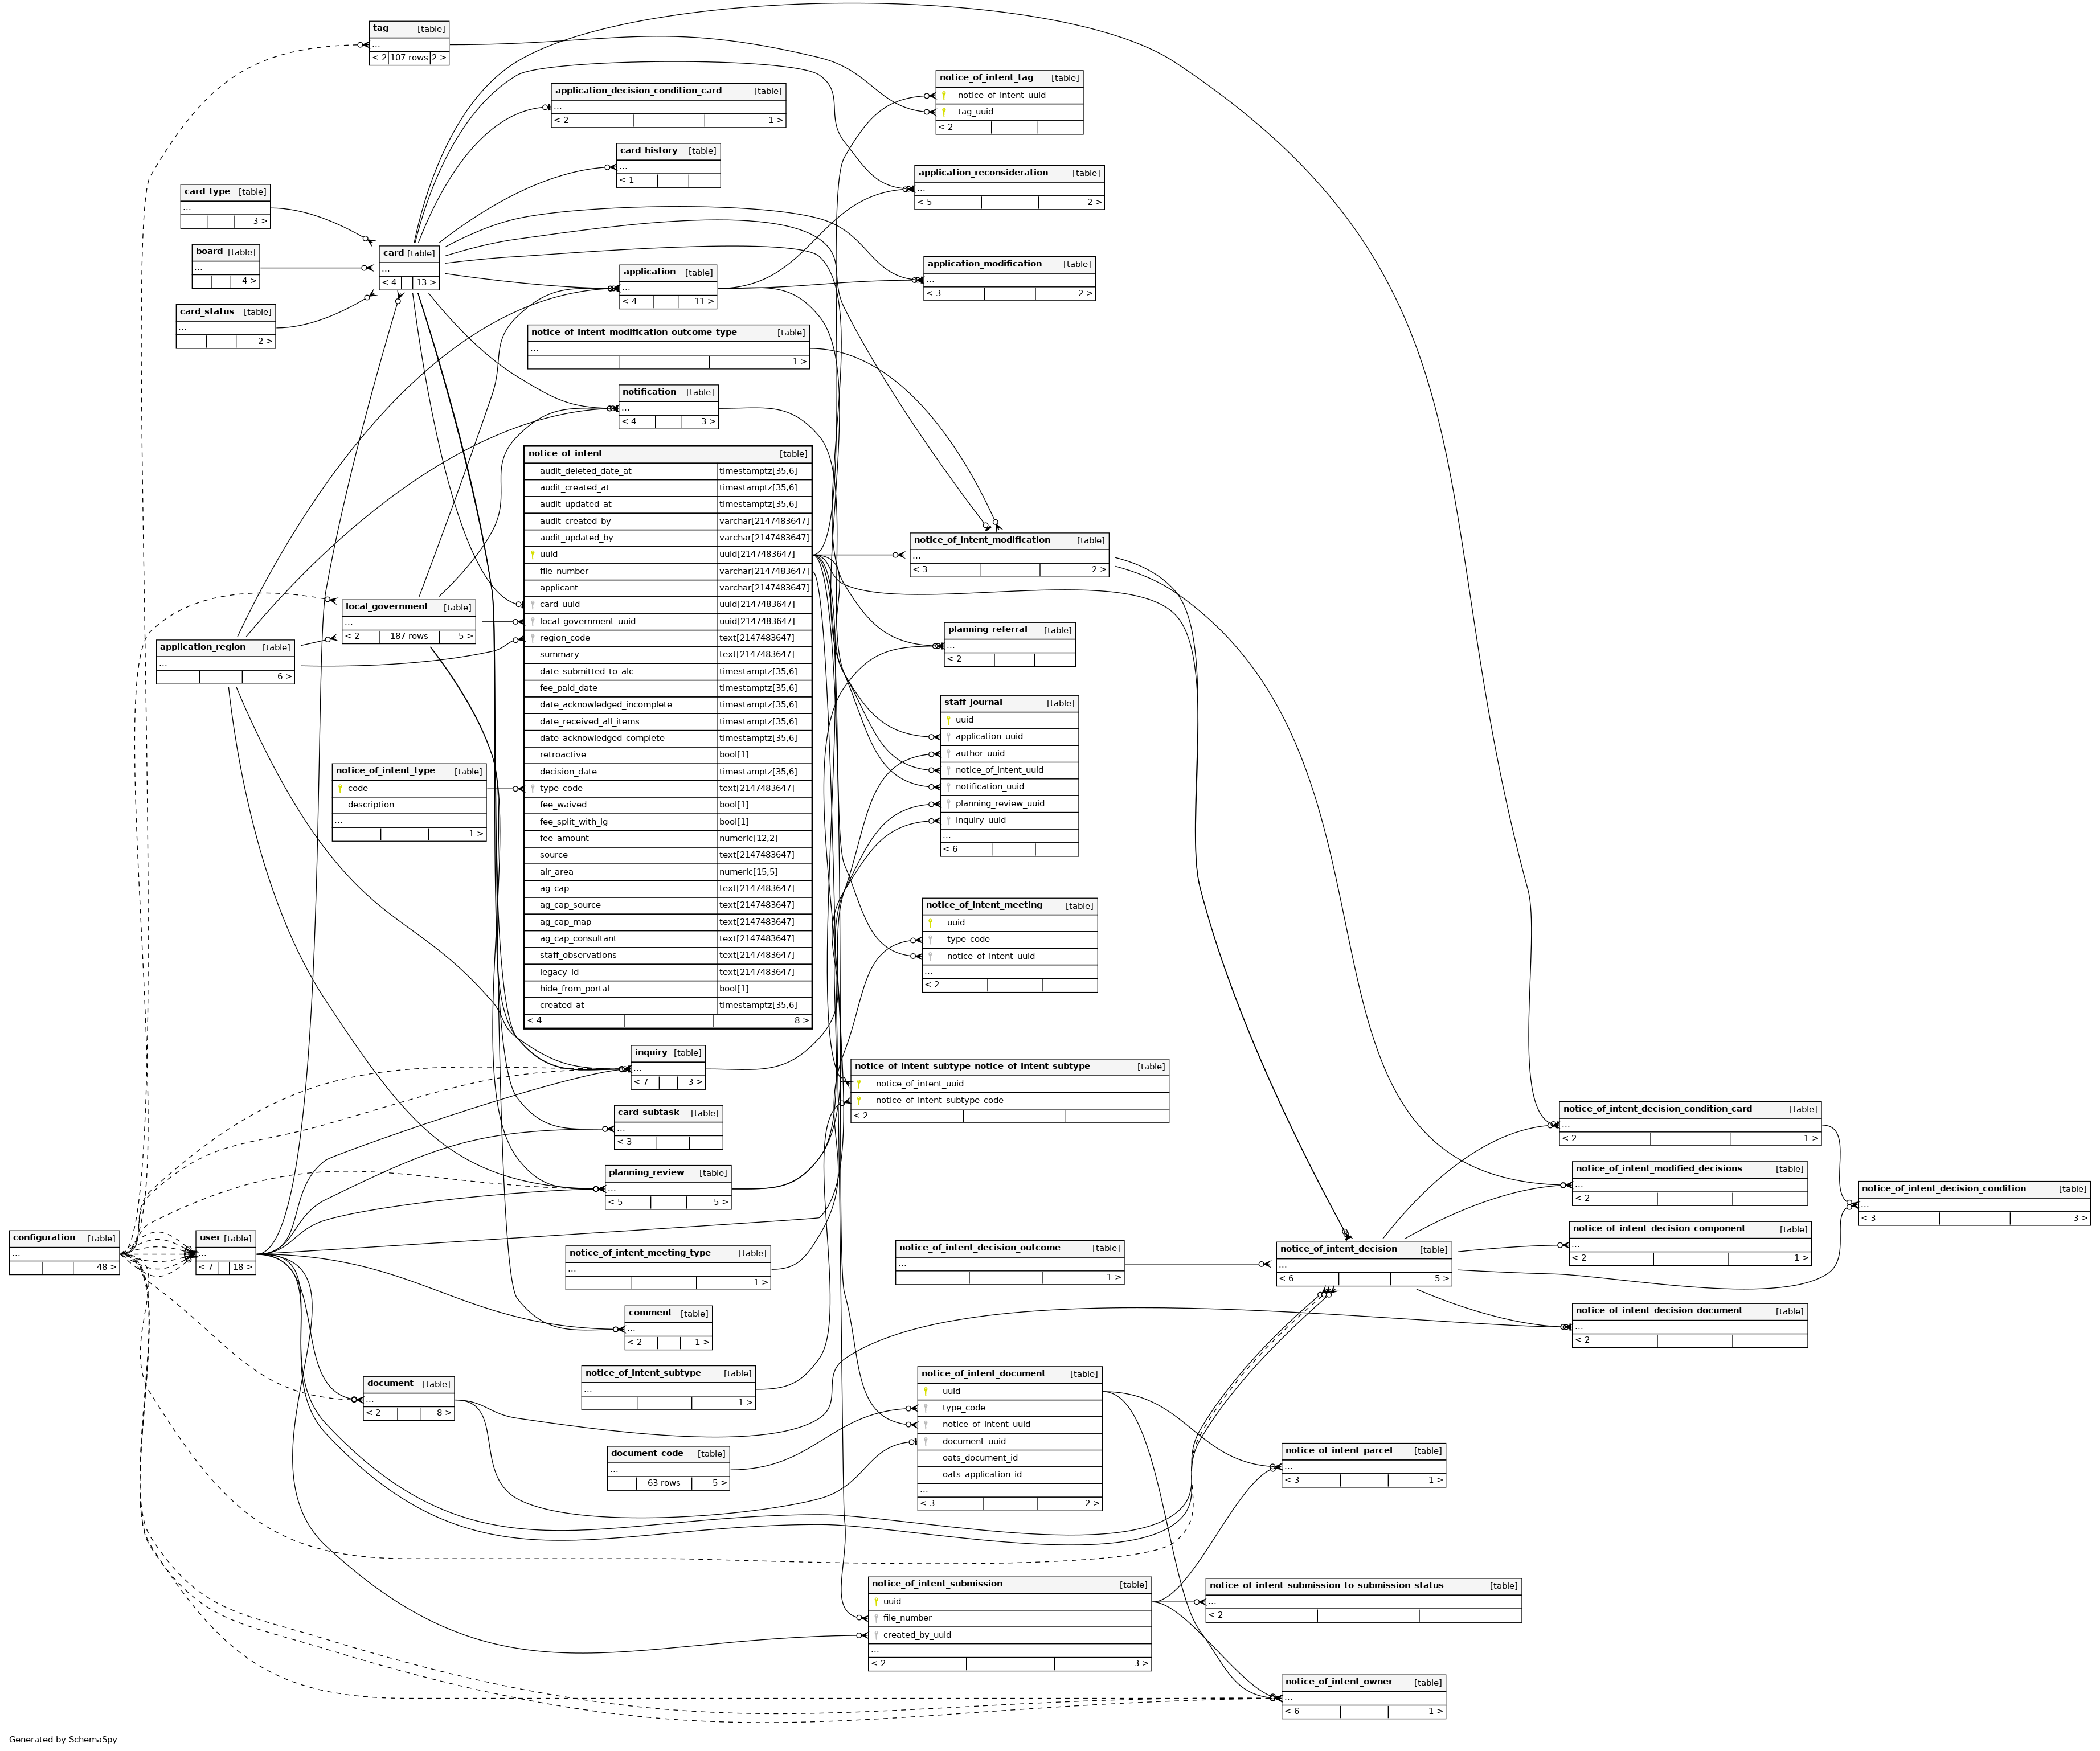 tag [table]
...
< 2 107 rows 2 >
notice_of_intent_tag [table]
notice_of_intent_uuid
tag_uuid
< 2
application_decision_condition_card [table]
...
< 2 1 >
card_history [table]
...
< 1
application_reconsideration [table]
...
< 5 2 >
card_type [table]
...
3 >
board [table]
...
4 >
card_status [table]
...
2 >
card [table]
...
< 4 13 >
application [table]
...
< 4 11 >
application_modification [table]
...
< 3 2 >
notice_of_intent_modification_outcome_type [table]
...
1 >
notification [table]
...
< 4 3 >
notice_of_intent [table]
audit_deleted_date_at timestamptz[35,6]
audit_created_at timestamptz[35,6]
audit_updated_at timestamptz[35,6]
audit_created_by varchar[2147483647]
audit_updated_by varchar[2147483647]
uuid uuid[2147483647]
file_number varchar[2147483647]
applicant varchar[2147483647]
card_uuid uuid[2147483647]
local_government_uuid uuid[2147483647]
region_code text[2147483647]
summary text[2147483647]
date_submitted_to_alc timestamptz[35,6]
fee_paid_date timestamptz[35,6]
date_acknowledged_incomplete timestamptz[35,6]
date_received_all_items timestamptz[35,6]
date_acknowledged_complete timestamptz[35,6]
retroactive bool[1]
decision_date timestamptz[35,6]
type_code text[2147483647]
fee_waived bool[1]
fee_split_with_lg bool[1]
fee_amount numeric[12,2]
source text[2147483647]
alr_area numeric[15,5]
ag_cap text[2147483647]
ag_cap_source text[2147483647]
ag_cap_map text[2147483647]
ag_cap_consultant text[2147483647]
staff_observations text[2147483647]
legacy_id text[2147483647]
hide_from_portal bool[1]
created_at timestamptz[35,6]
< 4 8 >
notice_of_intent_modification [table]
...
< 3 2 >
local_government [table]
...
< 2 187 rows 5 >
application_region [table]
...
6 >
planning_referral [table]
...
< 2
staff_journal [table]
uuid
application_uuid
author_uuid
notice_of_intent_uuid
notification_uuid
planning_review_uuid
inquiry_uuid
...
< 6
notice_of_intent_type [table]
code
description
...
1 >
notice_of_intent_meeting [table]
uuid
type_code
notice_of_intent_uuid
...
< 2
inquiry [table]
...
< 7 3 >
notice_of_intent_subtype_notice_of_intent_subtype [table]
notice_of_intent_uuid
notice_of_intent_subtype_code
< 2
card_subtask [table]
...
< 3
planning_review [table]
...
< 5 5 >
notice_of_intent_decision_condition_card [table]
...
< 2 1 >
notice_of_intent_modified_decisions [table]
...
< 2
notice_of_intent_decision_condition [table]
...
< 3 3 >
notice_of_intent_decision_component [table]
...
< 2 1 >
configuration [table]
...
48 >
user [table]
...
< 7 18 >
notice_of_intent_meeting_type [table]
...
1 >
notice_of_intent_decision_outcome [table]
...
1 >
notice_of_intent_decision [table]
...
< 6 5 >
notice_of_intent_decision_document [table]
...
< 2
comment [table]
...
< 2 1 >
notice_of_intent_subtype [table]
...
1 >
document [table]
...
< 2 8 >
notice_of_intent_document [table]
uuid
type_code
notice_of_intent_uuid
document_uuid
oats_document_id
oats_application_id
...
< 3 2 >
document_code [table]
...
63 rows 5 >
notice_of_intent_parcel [table]
...
< 3 1 >
notice_of_intent_submission [table]
uuid
file_number
created_by_uuid
...
< 2 3 >
notice_of_intent_submission_to_submission_status [table]
...
< 2
notice_of_intent_owner [table]
...
< 6 1 >
Generated by SchemaSpy